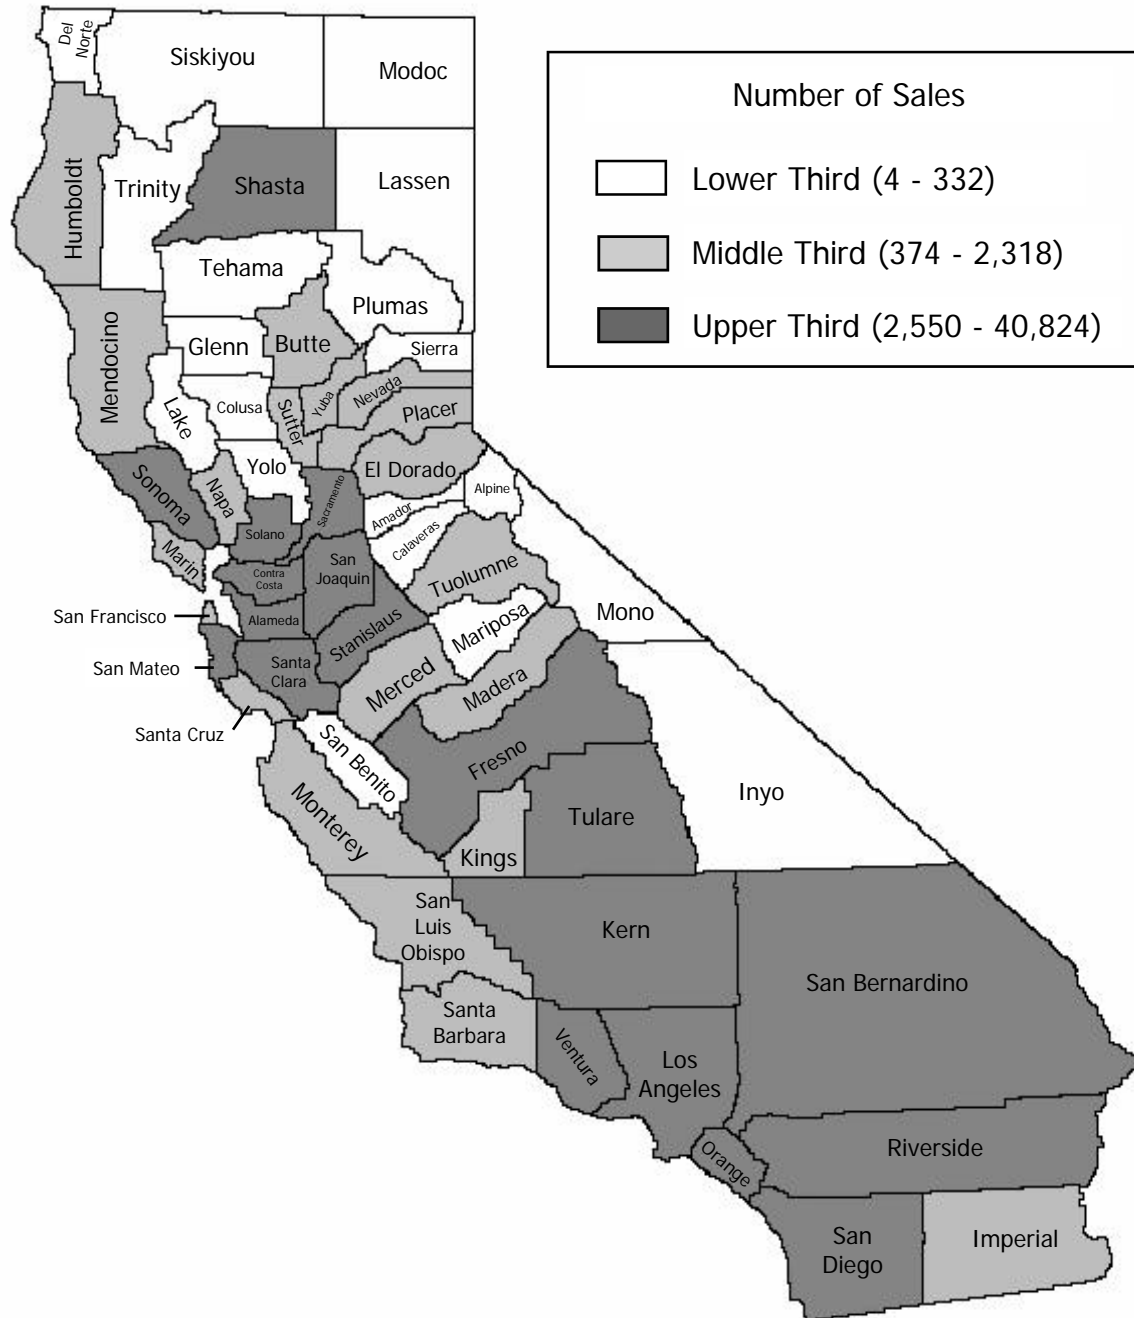 Del
Norte
Siskiyou
Modoc
Number of Sales
Lower Third (4 - 332)
Middle Third (374 - 2,318)
Upper Third (2,550 - 40,824)
Humboldt
Trinity
Shasta
Lassen
Tehama
Plumas
Mendocino
Glenn
Butte
Sierra
Lake
Colusa
Sutter
Yuba
Nevada
Placer
Yolo
El Dorado
Sonoma
Napa
Solano
Sacramento
Amador
Alpine
Calaveras
Marin
Contra
Costa
San
Joaquin
Tuolumne
Mono
San Francisco
Alameda
Stanislaus
Mariposa
San Mateo
Santa
Clara
Merced
Madera
Santa Cruz
San Benito
Fresno
Inyo
Monterey
Kings
Tulare
San
Luis
Obispo
Kern
San Bernardino
Santa
Barbara
Ventura
Los
Angeles
Orange
Riverside
San
Diego
Imperial